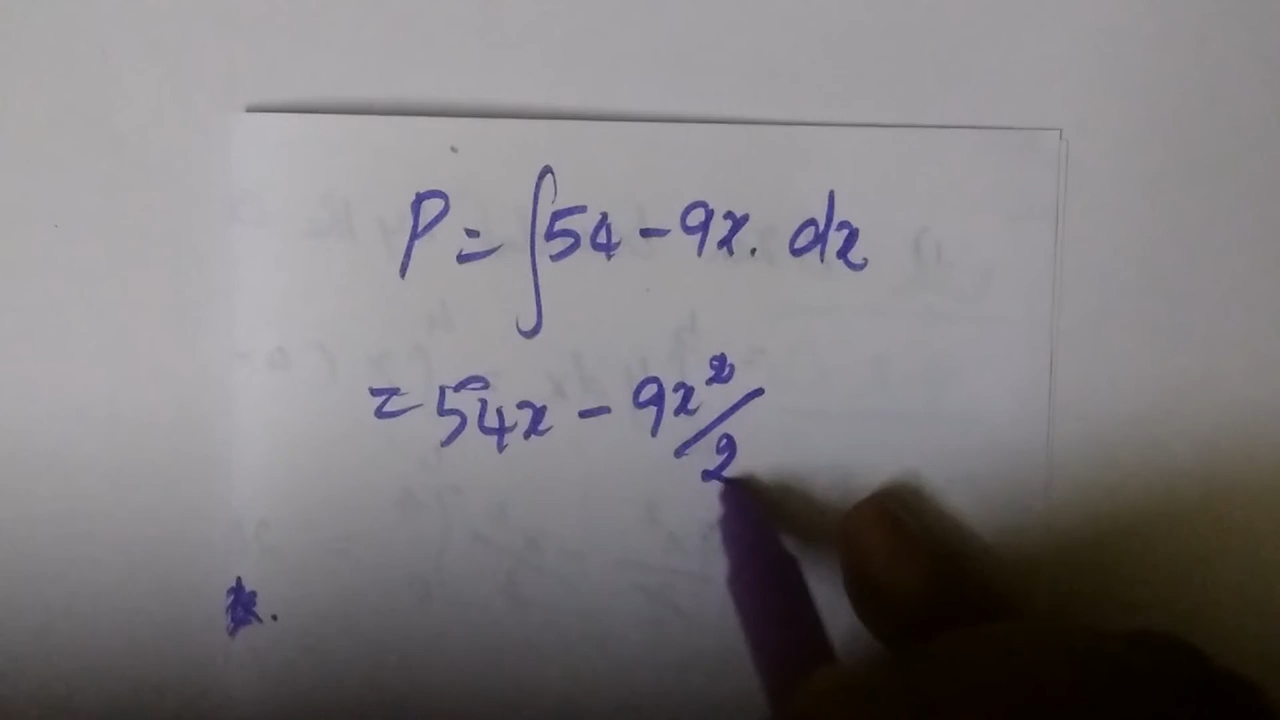 P = ∫54 - 9x. dx
= 54x - 9x²/2